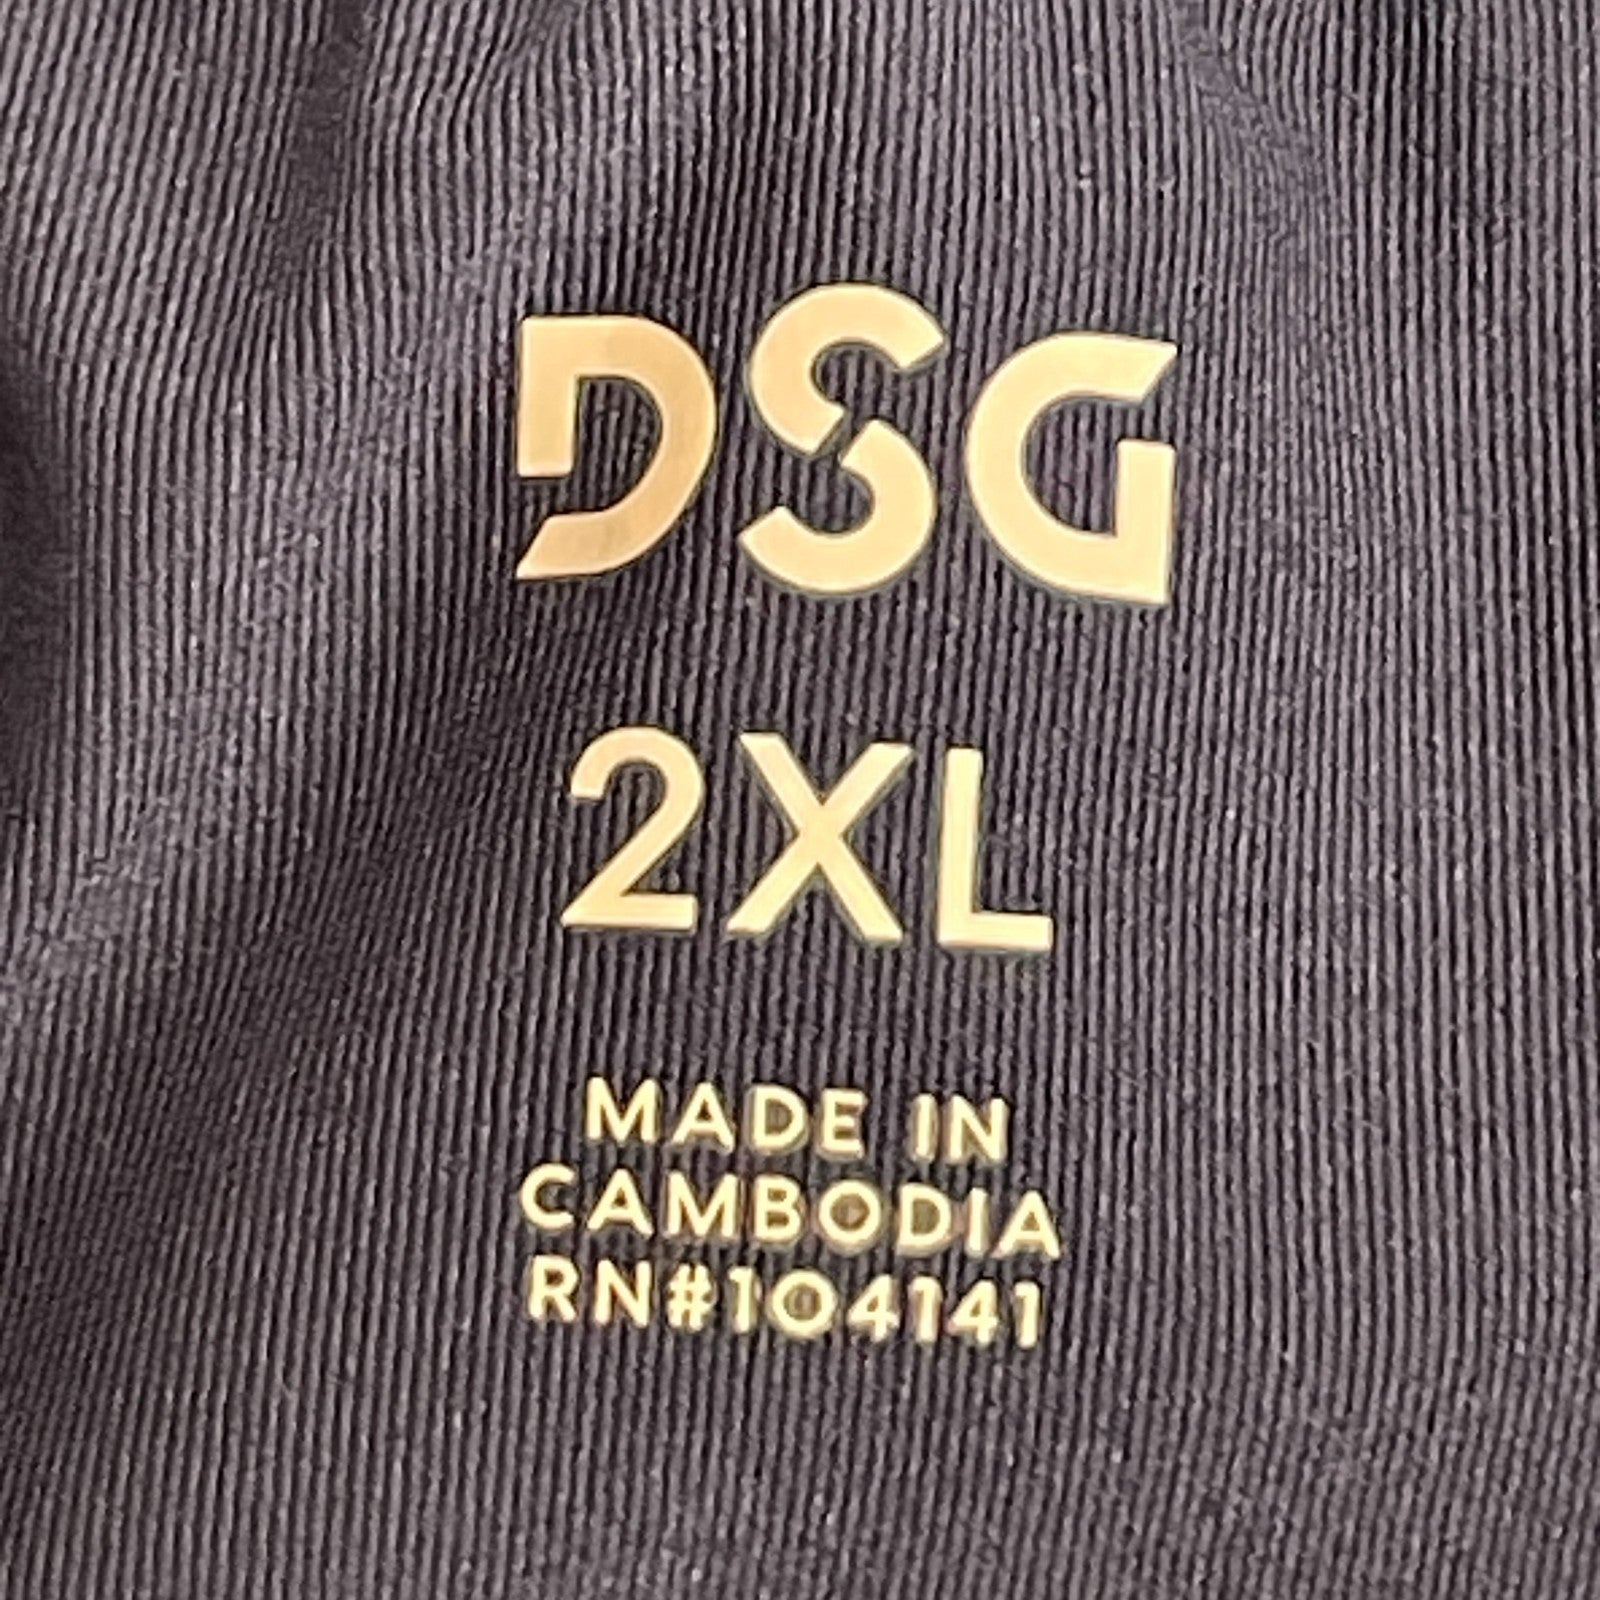 DSG
2XL
MADE IN
CAMBODIA
RN#104141